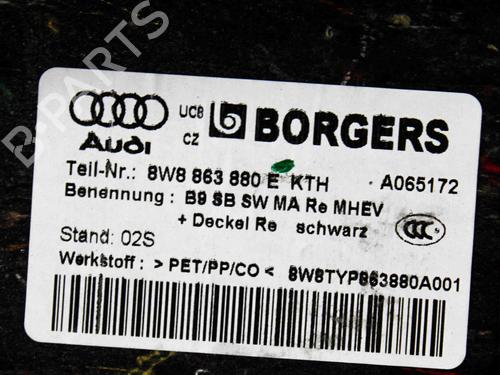 B-PARTS
UC8
CZ
BORGERS
Audi
Teil-Nr.: 8W8 863 880 E KTH A065172
Benennung: B9 SB SW MA Re MHEV
+ Deckel Re schwarz
Stand: 02S
Werkstoff: > PET/PP/CO < 8W8TYP863880A001